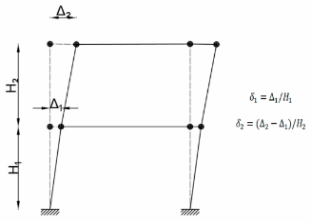 Δ₂
H₂
Δ₁
δ₁ = Δ₁/H₁
δ₂ = (Δ₂ − Δ₁)/H₂
H₁